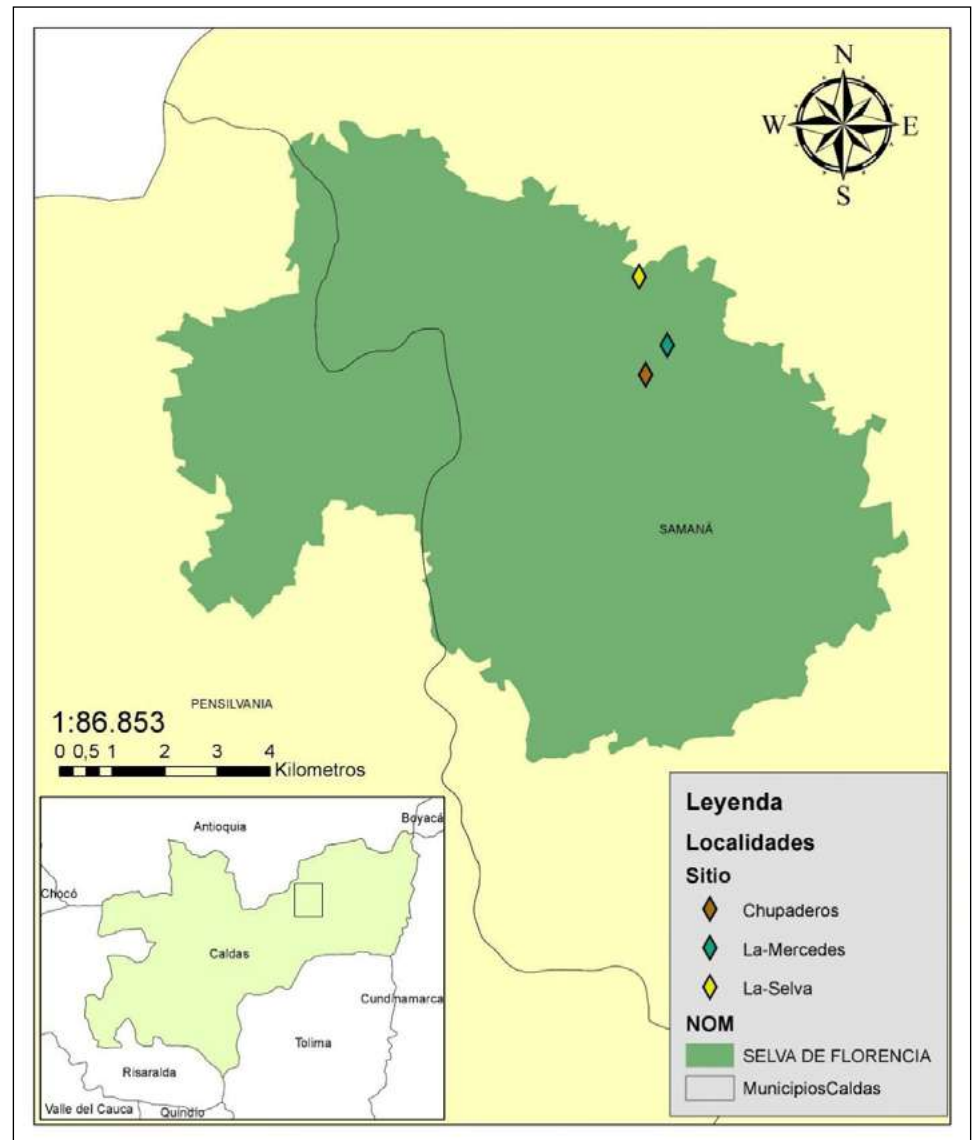 N
W E
S
SAMANÁ
PENSILVANIA
1:86.853
0 0,5 1 2 3 4
Kilometros
Antioquia
Boyacá
Chocó
Caldas
Cundinamarca
Tolima
Risaralda
Valle del Cauca
Quindío
Leyenda
Localidades
Sitio
Chupaderos
La-Mercedes
La-Selva
NOM
SELVA DE FLORENCIA
MunicipiosCaldas